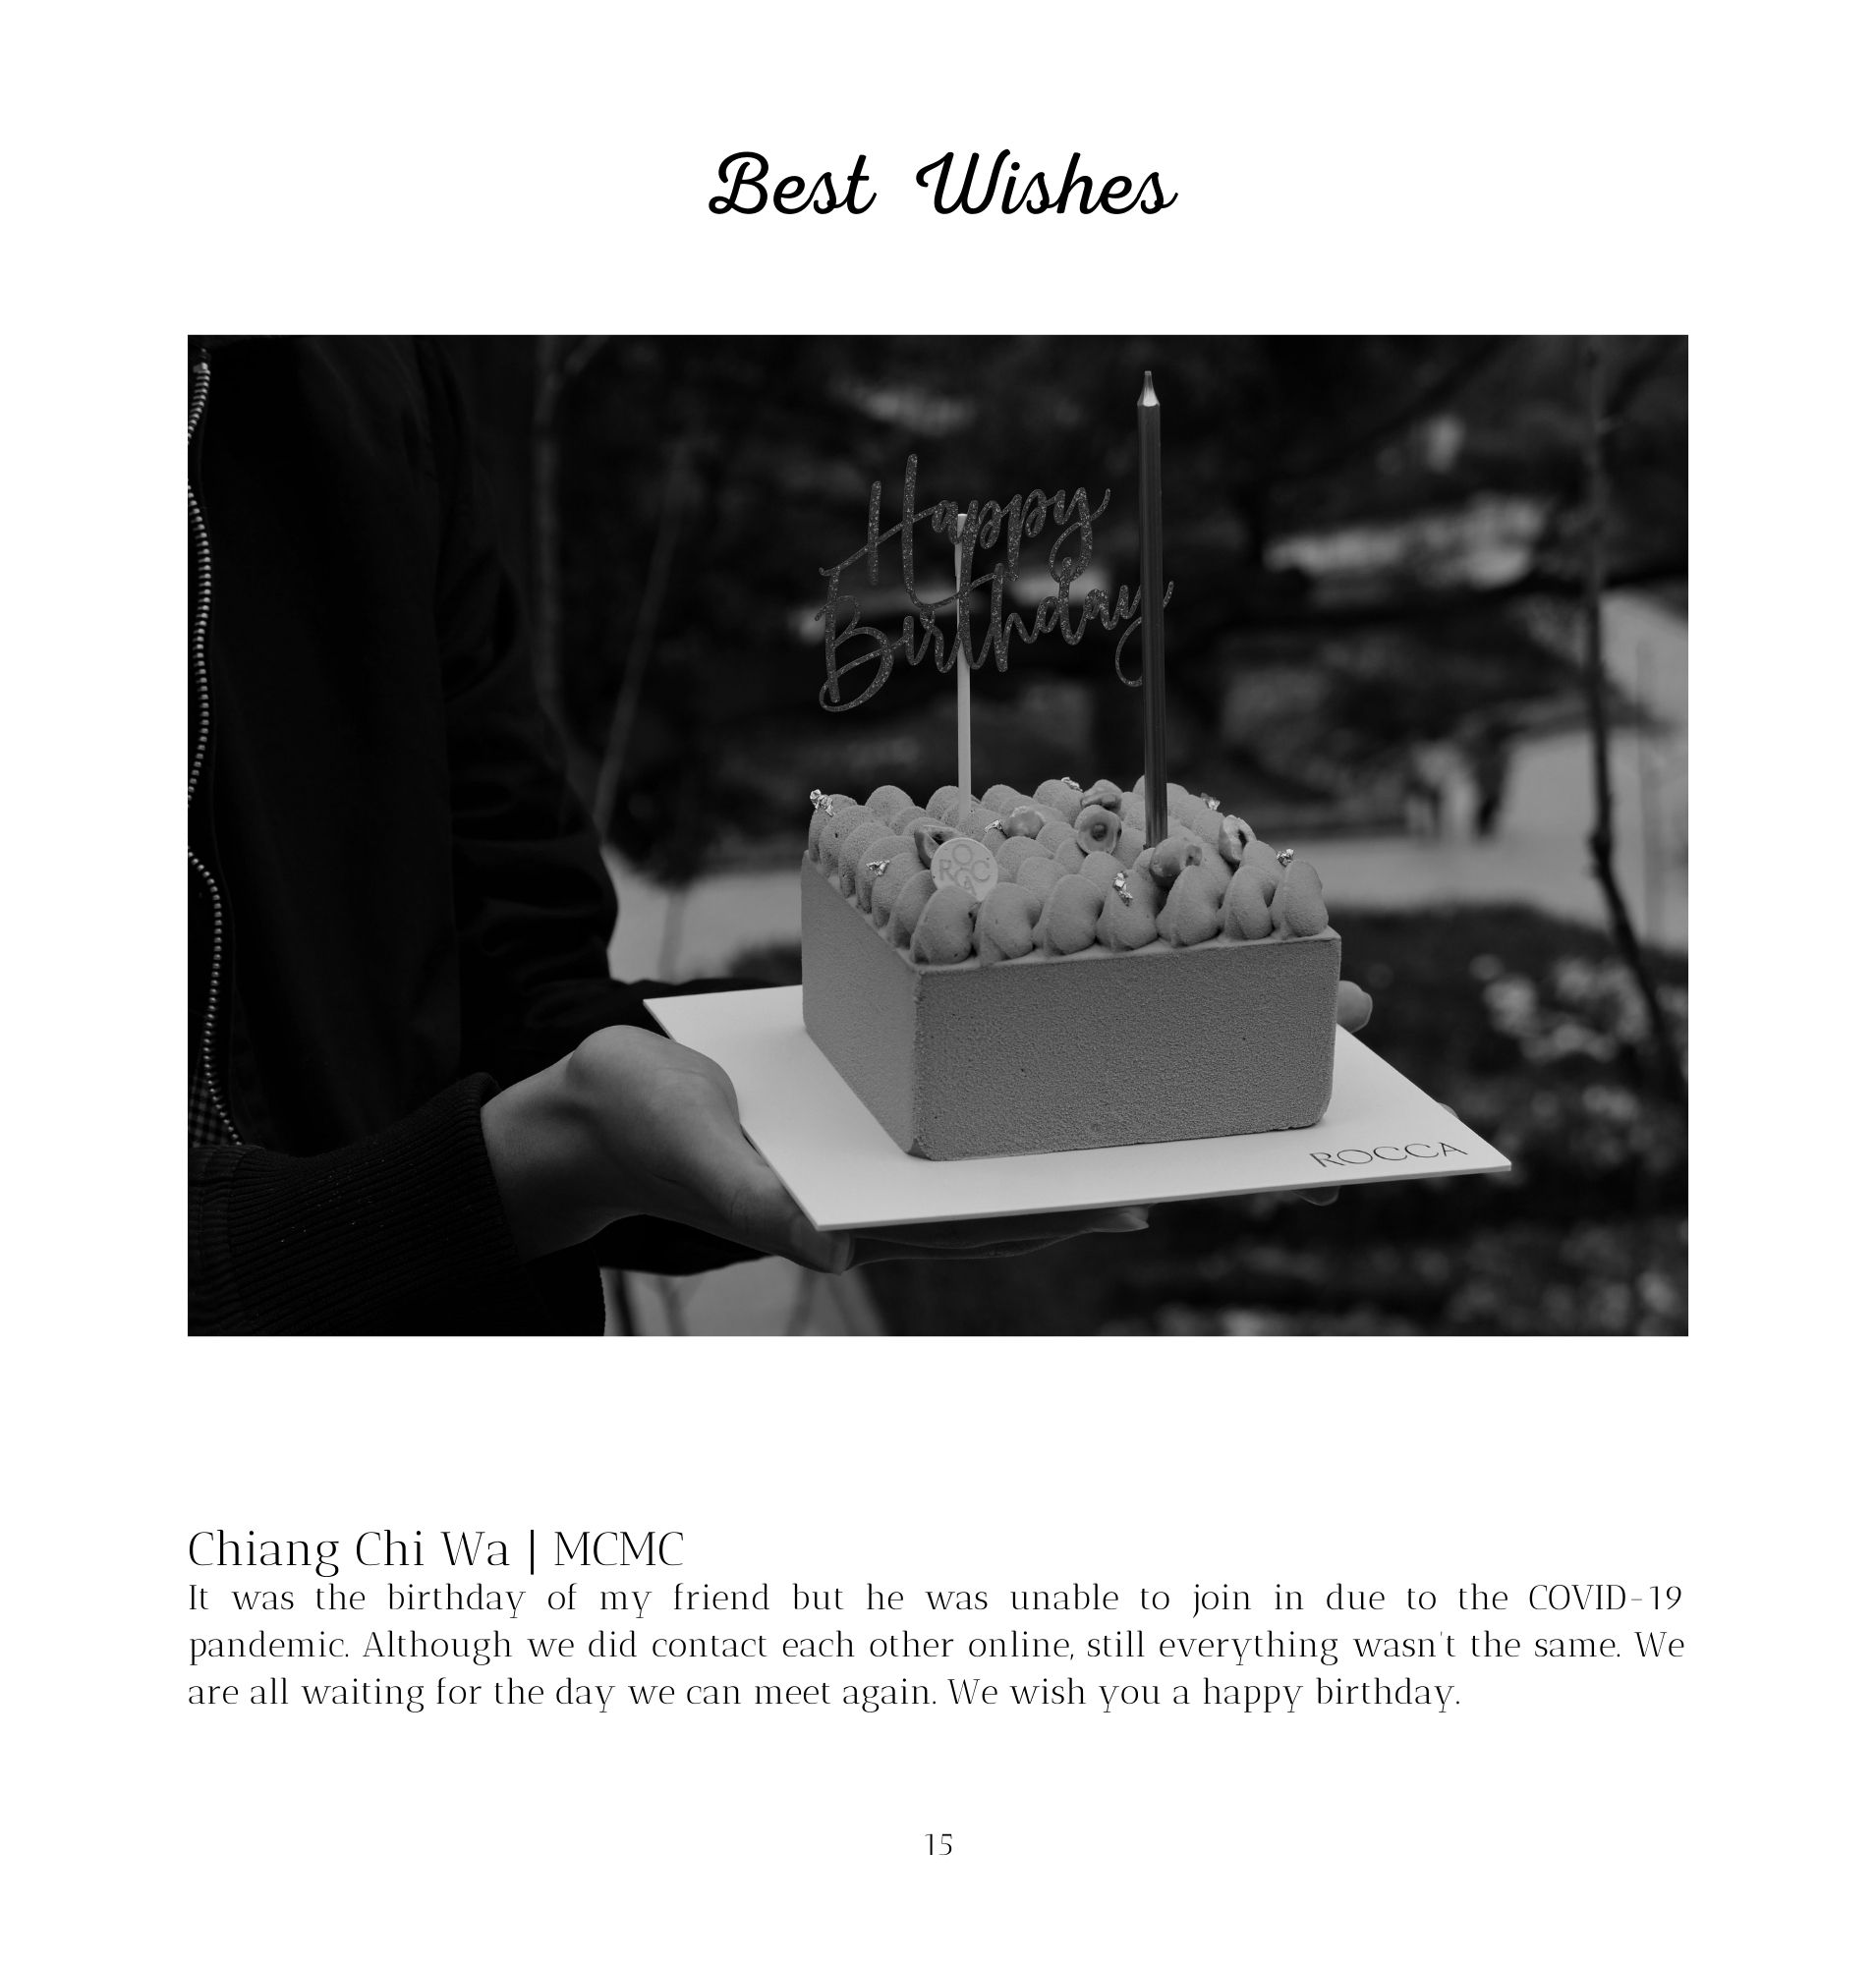 Best Wishes
Happy
Birthday
ROCCA
ROCCA
Chiang Chi Wa | MCMC
It was the birthday of my friend but he was unable to join in due to the COVID-19
pandemic. Although we did contact each other online, still everything wasn't the same. We
are all waiting for the day we can meet again. We wish you a happy birthday.
15